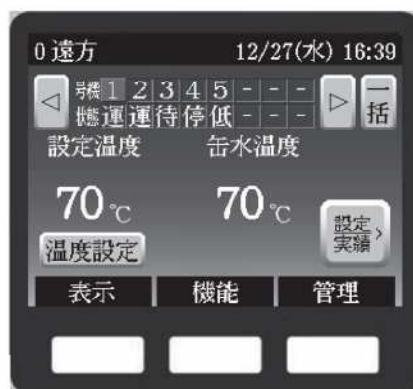 0 遠方 12/27(水) 16:39
◁ 号機 1 2 3 4 5 - - - ▷ 一括
状態 運 運 待 停 低 - - -
設定温度 缶水温度
70℃ 70℃
温度設定 設定実績 >
表示 機能 管理